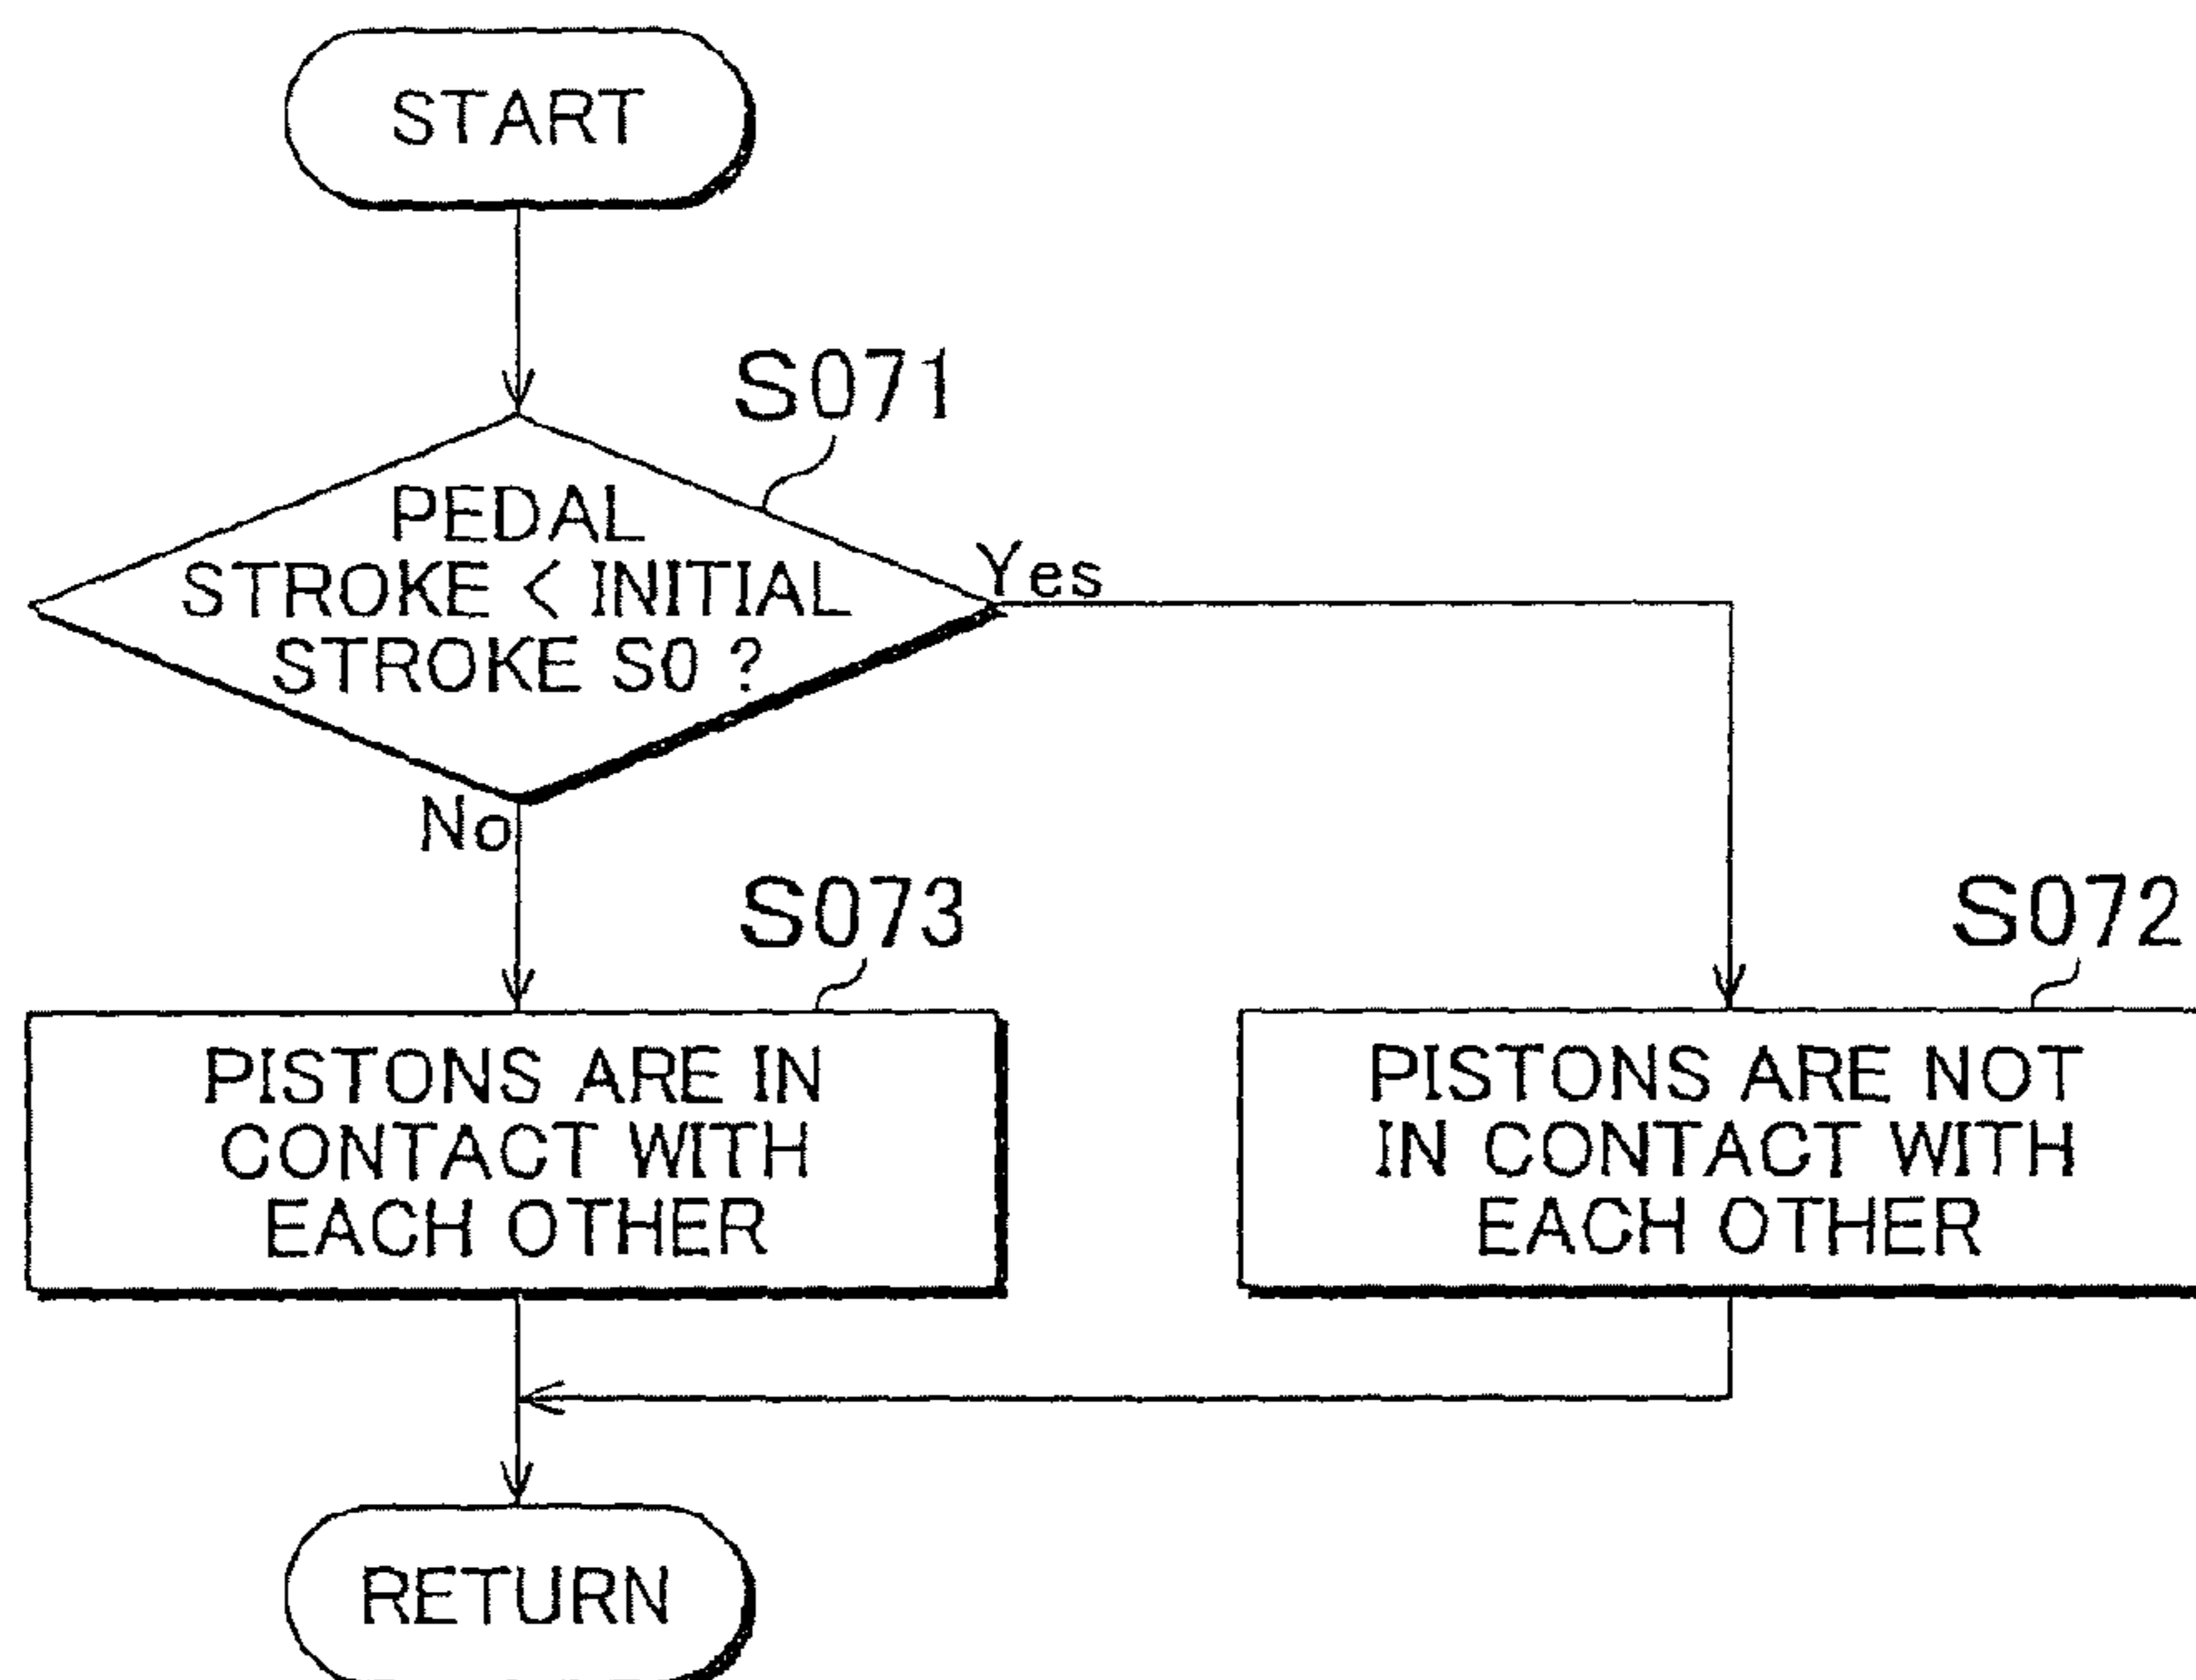 START
S071
PEDAL
STROKE < INITIAL
STROKE S0 ?
Yes
No
S073
S072
PISTONS ARE IN
CONTACT WITH
EACH OTHER
PISTONS ARE NOT
IN CONTACT WITH
EACH OTHER
RETURN